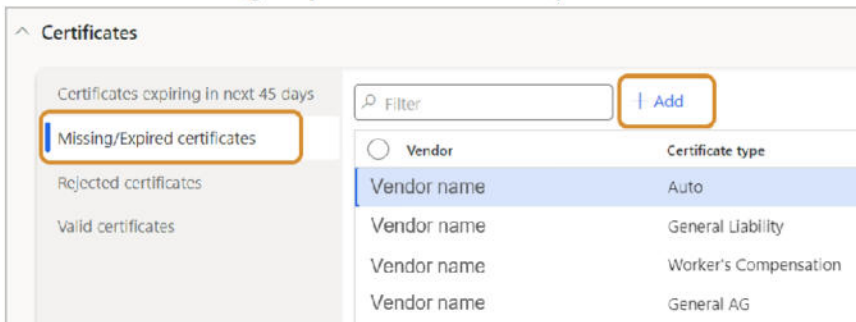 Certificates
Certificates expiring in next 45 days
Missing/Expired certificates
Rejected certificates
Valid certificates
Filter
+ Add
Vendor Certificate type
Vendor name Auto
Vendor name General Liability
Vendor name Worker's Compensation
Vendor name General AG